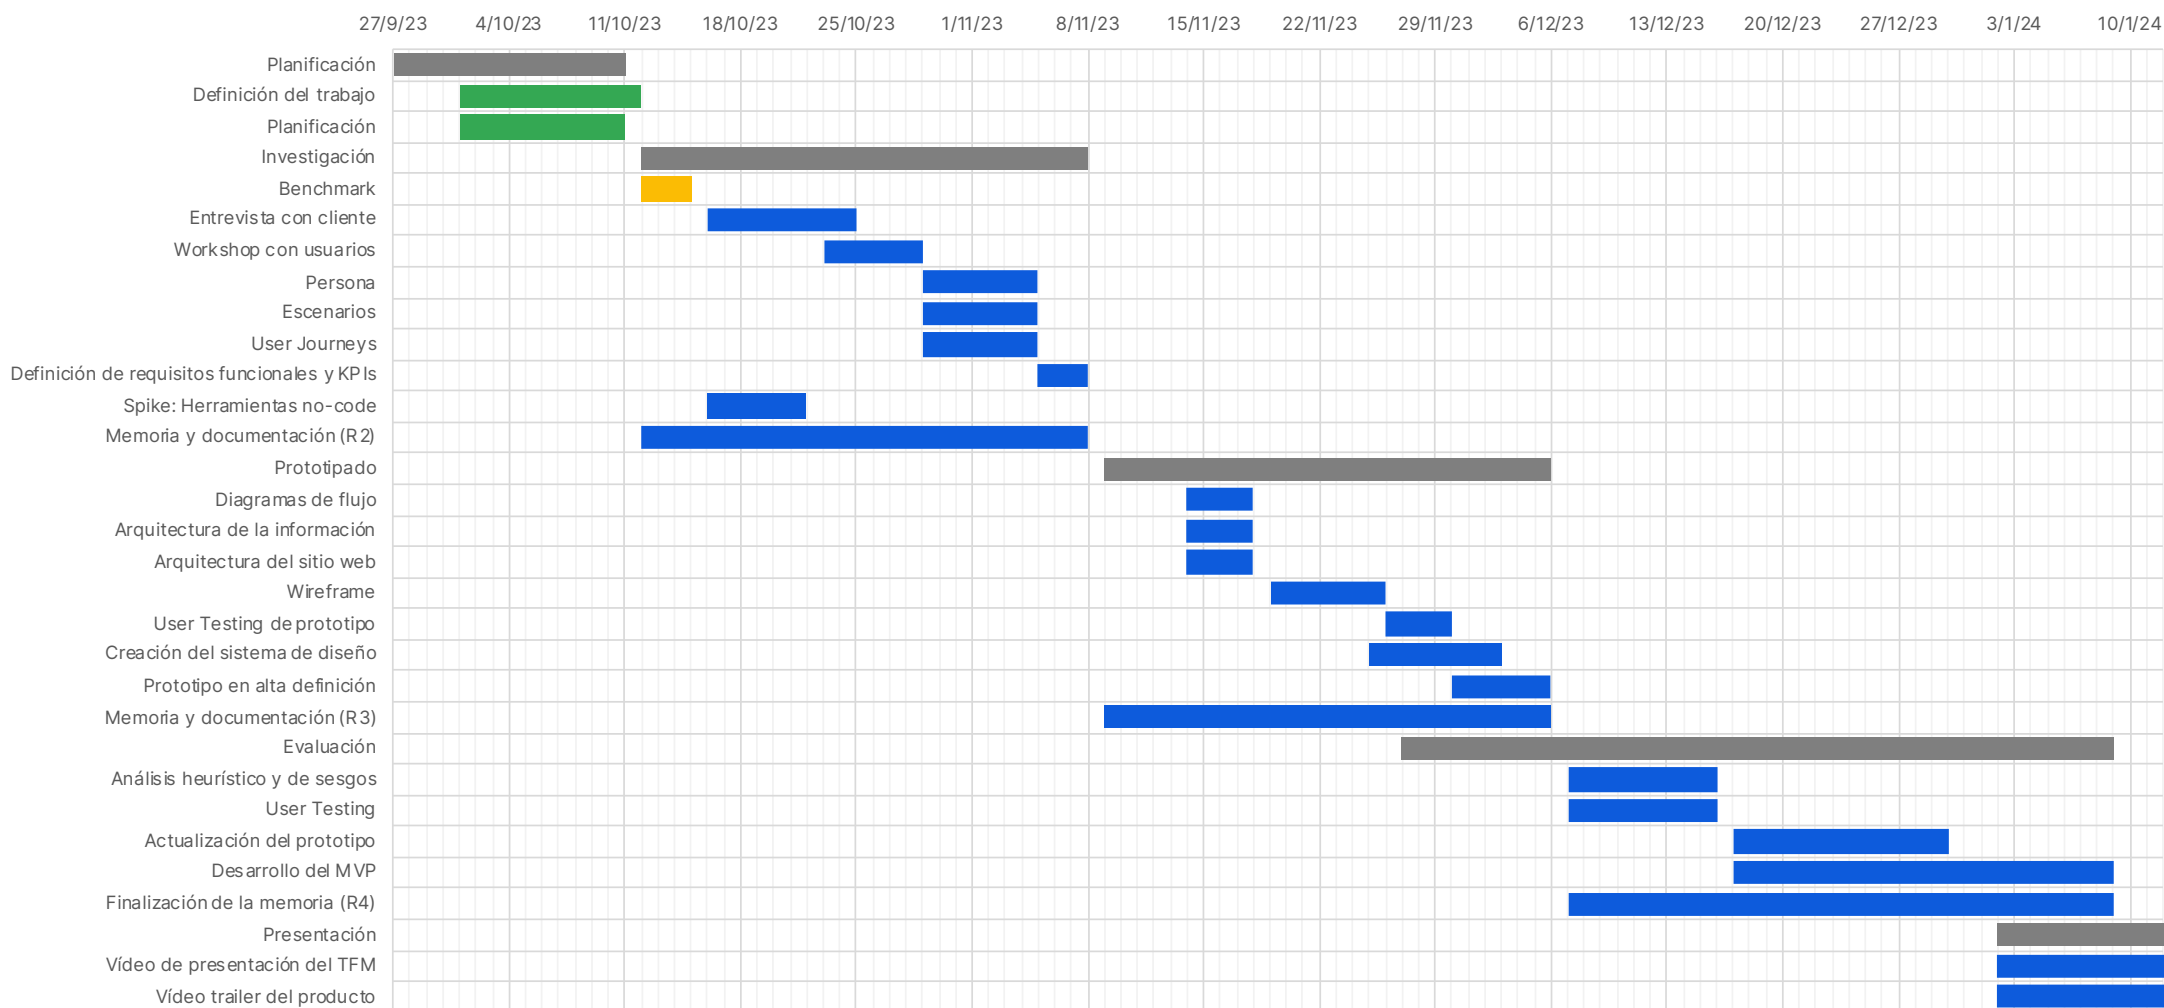 27/9/23 4/10/23 11/10/23 18/10/23 25/10/23 1/11/23 8/11/23 15/11/23 22/11/23 29/11/23 6/12/23 13/12/23 20/12/23 27/12/23 3/1/24 10/1/24
Planificación
Definición del trabajo
Planificación
Investigación
Benchmark
Entrevista con cliente
Workshop con usuarios
Persona
Escenarios
User Journeys
Definición de requisitos funcionales y KPIs
Spike: Herramientas no-code
Memoria y documentación (R2)
Prototipado
Diagramas de flujo
Arquitectura de la información
Arquitectura del sitio web
Wireframe
User Testing de prototipo
Creación del sistema de diseño
Prototipo en alta definición
Memoria y documentación (R3)
Evaluación
Análisis heurístico y de sesgos
User Testing
Actualización del prototipo
Desarrollo del MVP
Finalización de la memoria (R4)
Presentación
Vídeo de presentación del TFM
Vídeo trailer del producto